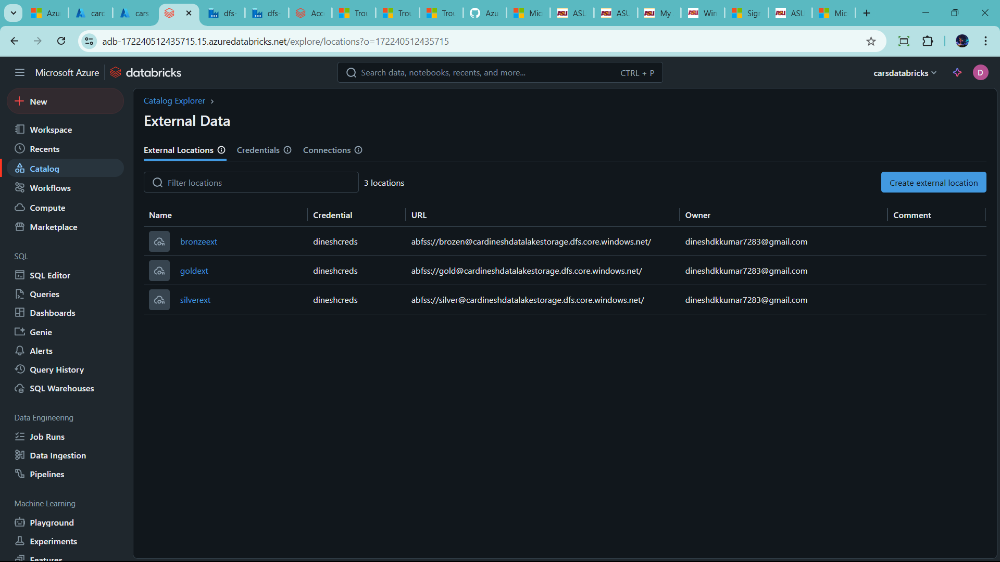 Azu
card
cars
dfs-
dfs-
Acc
Trou
Trou
Trou
Azu
Mic
ASU
ASU
My
Win
Sign
ASU
Mic
adb-172240512435715.15.azuredatabricks.net/explore/locations?o=172240512435715
Microsoft Azure
databricks
Search data, notebooks, recents, and more...
CTRL + P
carsdatabricks
D
New
Workspace
Recents
Catalog
Workflows
Compute
Marketplace
SQL
SQL Editor
Queries
Dashboards
Genie
Alerts
Query History
SQL Warehouses
Data Engineering
Job Runs
Data Ingestion
Pipelines
Machine Learning
Playground
Experiments
Features
Catalog Explorer
External Data
External Locations
Credentials
Connections
Filter locations
3 locations
Create external location
Name Credential URL Owner Comment
bronzeext dineshcreds abfss://brozen@cardineshdatalakestorage.dfs.core.windows.net/ dineshdkkumar7283@gmail.com
goldext dineshcreds abfss://gold@cardineshdatalakestorage.dfs.core.windows.net/ dineshdkkumar7283@gmail.com
silverext dineshcreds abfss://silver@cardineshdatalakestorage.dfs.core.windows.net/ dineshdkkumar7283@gmail.com